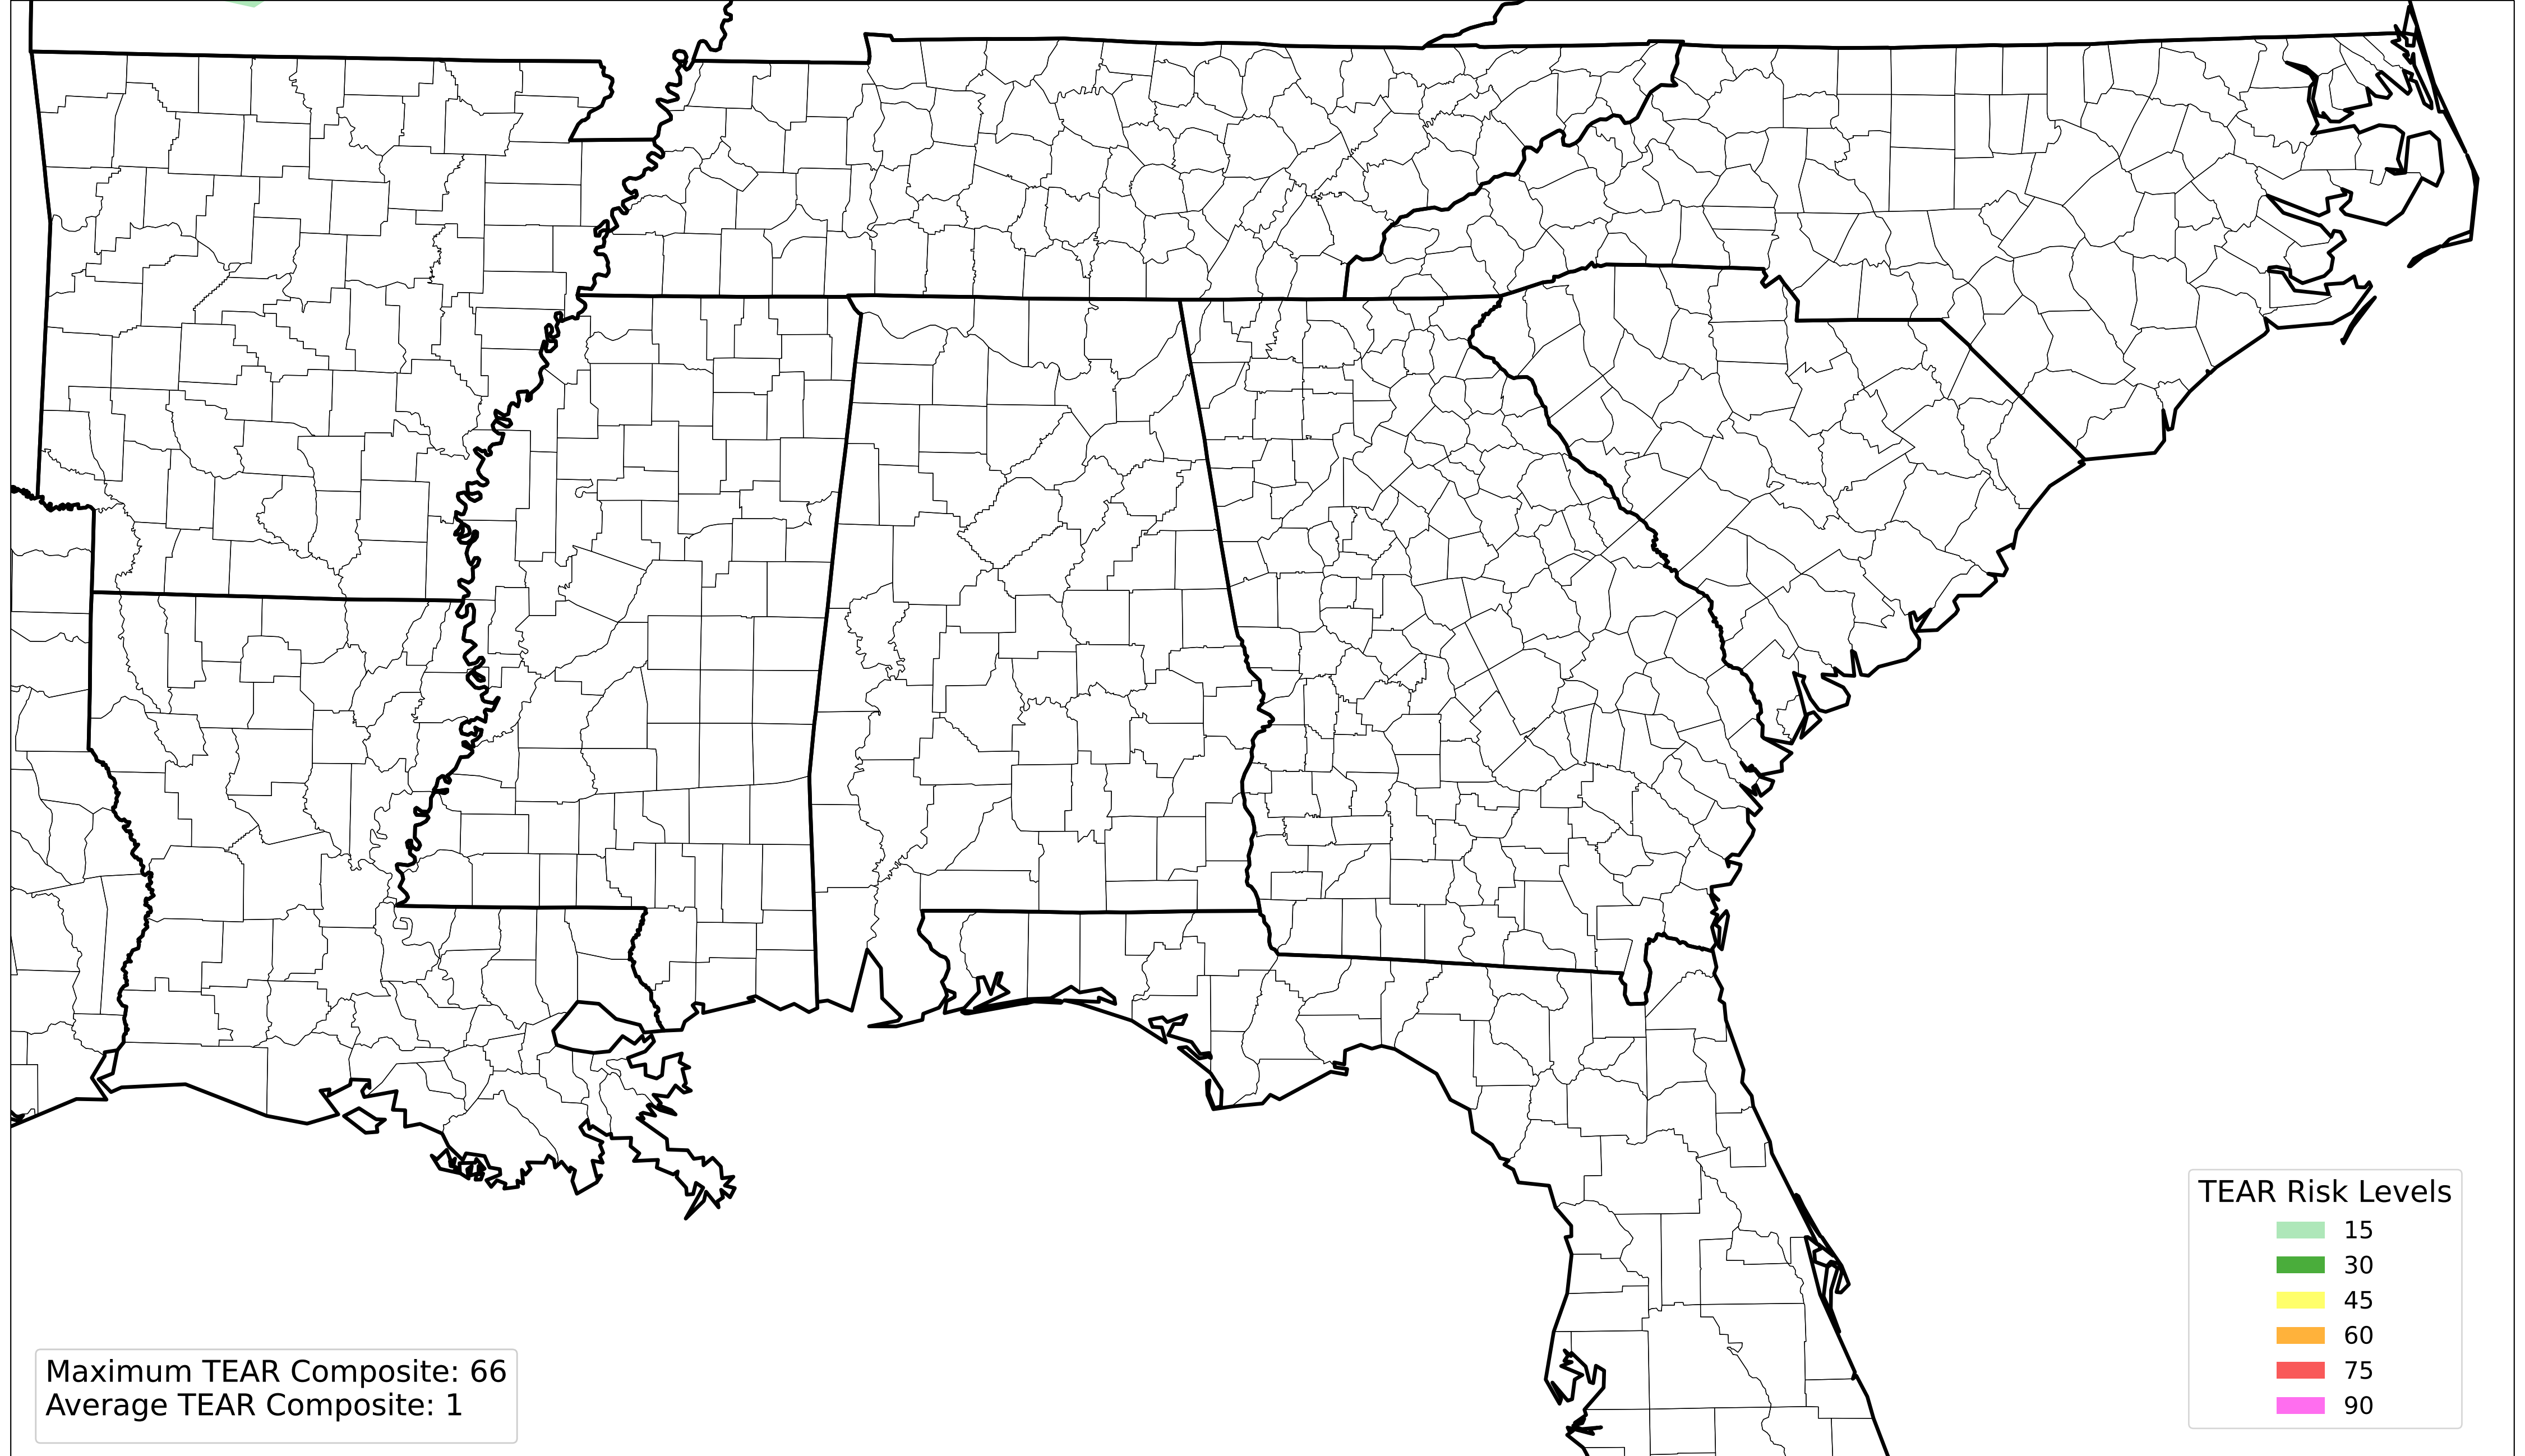 TEAR Risk Levels
15
30
45
60
75
90
Maximum TEAR Composite: 66
Average TEAR Composite: 1